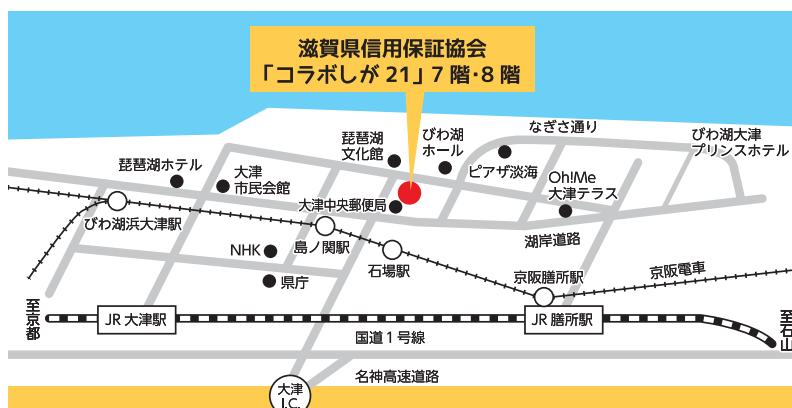 滋賀県信用保証協会
「コラボしが21」7階・8階
なぎさ通り
琵琶湖
文化館
びわ湖
ホール
びわ湖大津
プリンスホテル
琵琶湖ホテル
大津
市民会館
ピアザ淡海
Oh!Me
大津テラス
大津中央郵便局
びわ湖浜大津駅
島ノ関駅
湖岸道路
NHK
石場駅
京阪膳所駅
京阪電車
県庁
至京都
JR 大津駅
JR 膳所駅
至石山
国道1号線
名神高速道路
大津
I.C.